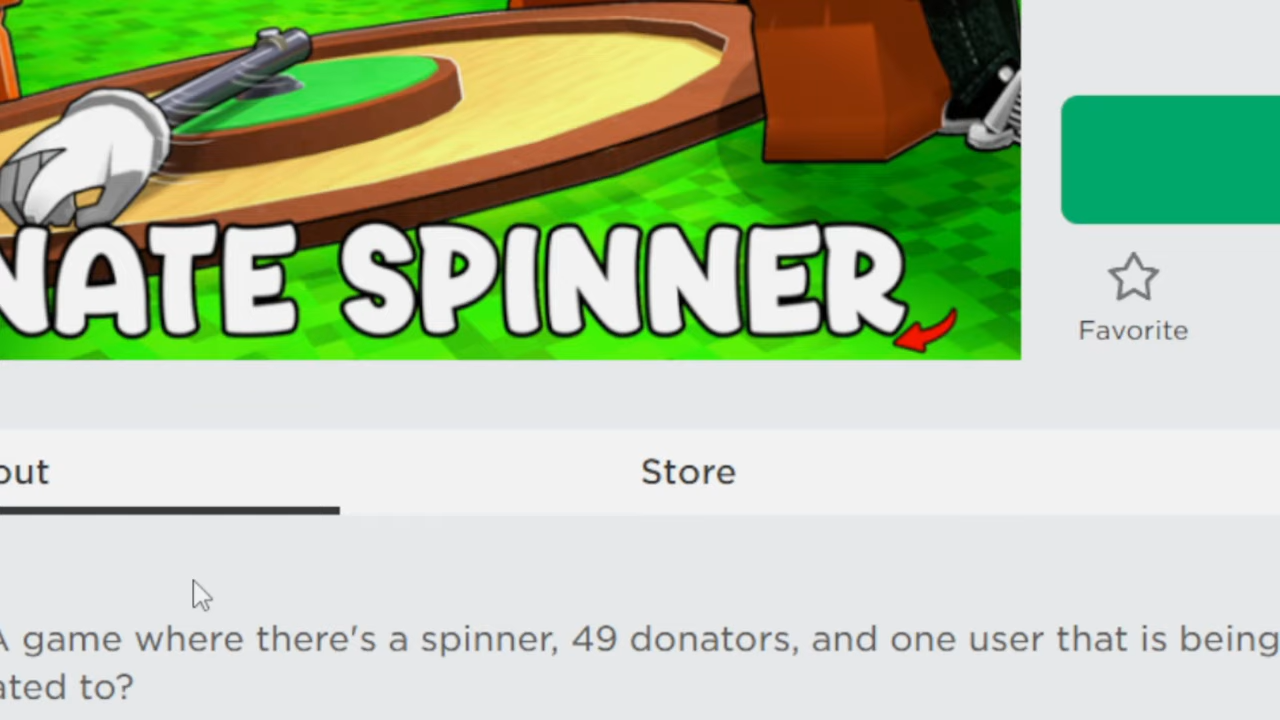 NATE SPINNER
Favorite
out
Store
A game where there's a spinner, 49 donators, and one user that is being
ated to?